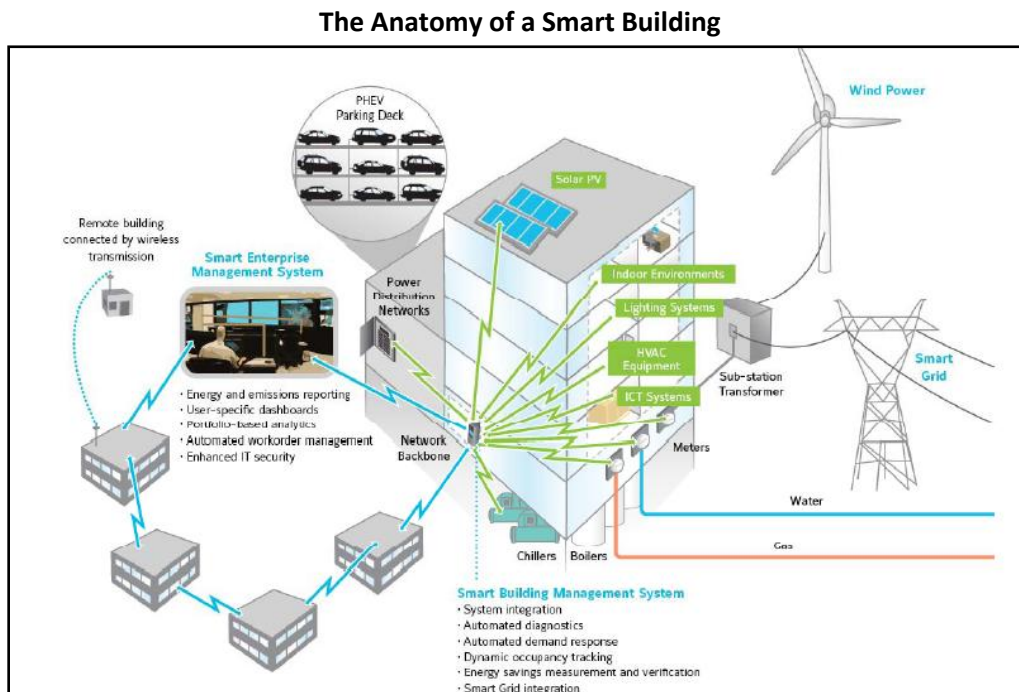 The Anatomy of a Smart Building
PHEV
Parking Deck
Wind Power
Solar PV
Remote building
connected by wireless
transmission
Smart Enterprise
Management System
Power
Distribution
Networks
Indoor Environments
Lighting Systems
HVAC
Equipment
ICT Systems
Sub-station
Transformer
Smart
Grid
· Energy and emissions reporting
· User-specific dashboards
· Portfolio-based analytics
· Automated workorder management
· Enhanced IT security
Network
Backbone
Meters
Water
Gas
Chillers
Boilers
Smart Building Management System
· System integration
· Automated diagnostics
· Automated demand response
· Dynamic occupancy tracking
· Energy savings measurement and verification
· Smart Grid integration